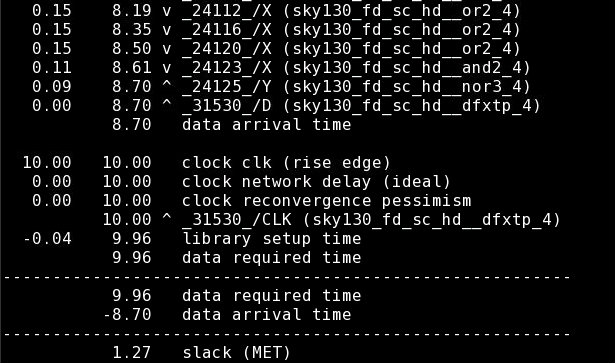 0.15 8.19 v _24112_/X (sky130_fd_sc_hd__or2_4)
0.15 8.35 v _24116_/X (sky130_fd_sc_hd__or2_4)
0.15 8.50 v _24120_/X (sky130_fd_sc_hd__or2_4)
0.11 8.61 v _24123_/X (sky130_fd_sc_hd__and2_4)
0.09 8.70 ^ _24125_/Y (sky130_fd_sc_hd__nor3_4)
0.00 8.70 ^ _31530_/D (sky130_fd_sc_hd__dfxtp_4)
8.70 data arrival time
10.00 10.00 clock clk (rise edge)
0.00 10.00 clock network delay (ideal)
0.00 10.00 clock reconvergence pessimism
10.00 ^ _31530_/CLK (sky130_fd_sc_hd__dfxtp_4)
-0.04 9.96 library setup time
9.96 data required time
---------------------------------------------------------
9.96 data required time
-8.70 data arrival time
---------------------------------------------------------
1.27 slack (MET)